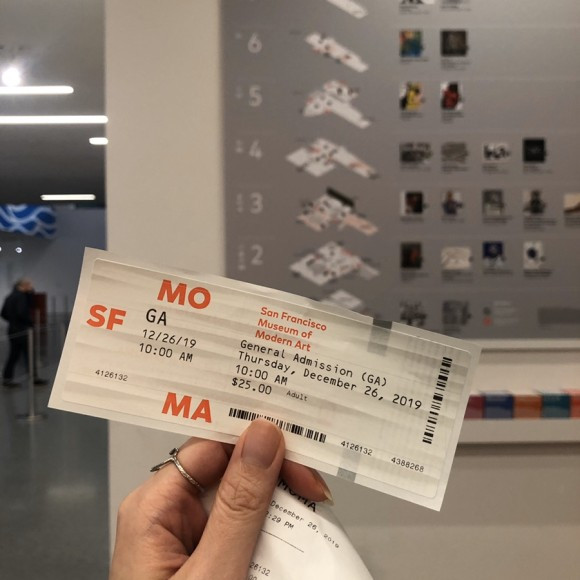 6
5
4
3
2
MO
SF
MA
GA
12/26/19
10:00 AM
4126132
San Francisco
Museum of
Modern Art
General Admission (GA)
Thursday, December 26, 2019
10:00 AM
$25.00 Adult
4126132
4388268
December 26, 2019
:29 PM